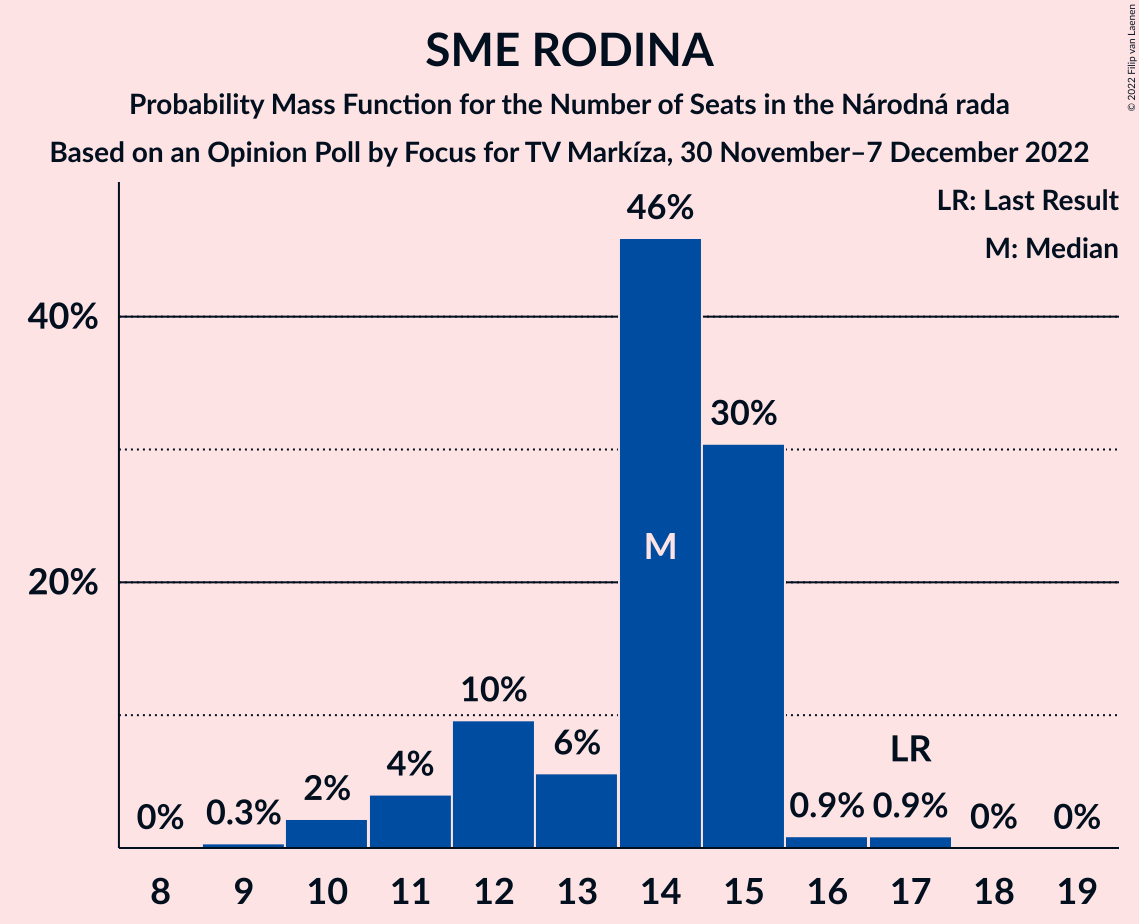 SME RODINA
Probability Mass Function for the Number of Seats in the Národná rada
Based on an Opinion Poll by Focus for TV Markíza, 30 November–7 December 2022
© 2022 Filip van Laenen
LR: Last Result
M: Median
40%
20%
0%
0.3%
2%
4%
10%
6%
46%
M
30%
0.9%
LR
0.9%
0%
0%
8 9 10 11 12 13 14 15 16 17 18 19